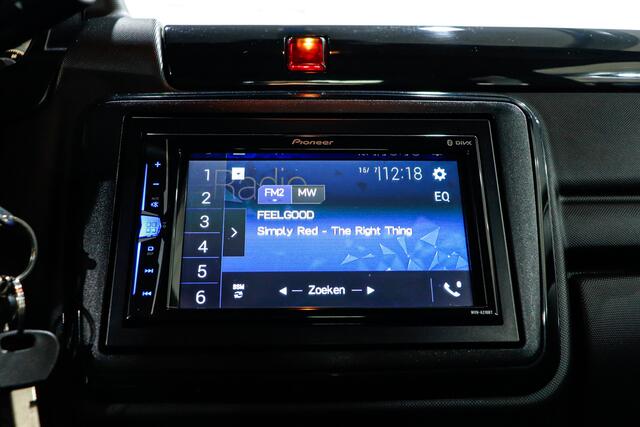 Pioneer
DIVX
1
Radio
15/ 7 12:18
2
FM2
MW
EQ
3
FEELGOOD
Simply Red - The Right Thing
4
5
BSM
Zoeken
6